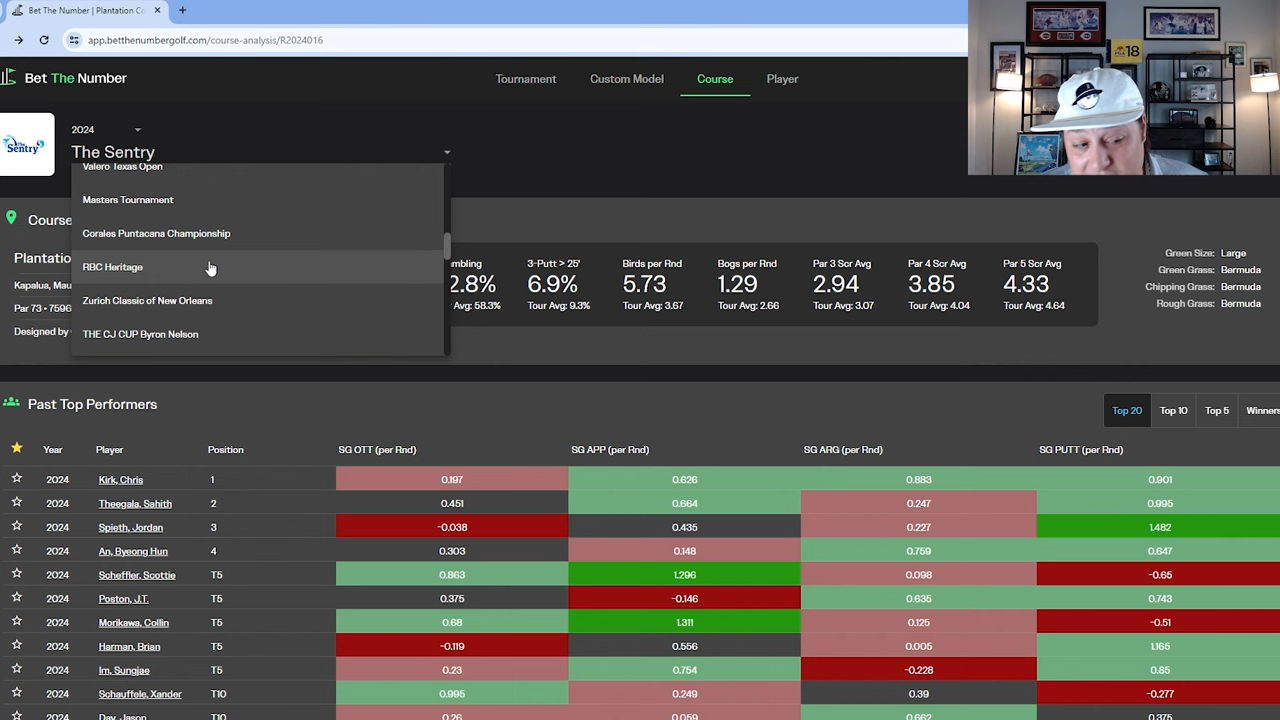 Bet The Number | Plantation Co
app.betthenumbergolf.com/course-analysis/R2024016
Bet The Number
Tournament
Custom Model
Course
Player
2024
The Sentry
Sentry
Valero Texas Open
Masters Tournament
Corales Puntacana Championship
RBC Heritage
Zurich Classic of New Orleans
THE CJ CUP Byron Nelson
Course
Plantatio
Kapalua, Mau
Par 73 - 7596
Designed by
mbling 3-Putt > 25' Birds per Rnd Bogs per Rnd Par 3 Scr Avg Par 4 Scr Avg Par 5 Scr Avg
2.8% 6.9% 5.73 1.29 2.94 3.85 4.33
Avg: 58.3% Tour Avg: 9.3% Tour Avg: 3.67 Tour Avg: 2.66 Tour Avg: 3.07 Tour Avg: 4.04 Tour Avg: 4.64
Green Size: Large
Green Grass: Bermuda
Chipping Grass: Bermuda
Rough Grass: Bermuda
Past Top Performers
Top 20 Top 10 Top 5 Winners
Year Player Position SG OTT (per Rnd) SG APP (per Rnd) SG ARG (per Rnd) SG PUTT (per Rnd)
2024 Kirk, Chris 1 0.197 0.626 0.883 0.901
2024 Theegala, Sahith 2 0.451 0.664 0.247 0.995
2024 Spieth, Jordan 3 -0.038 0.435 0.227 1.482
2024 An, Byeong Hun 4 0.303 0.148 0.759 0.647
2024 Scheffler, Scottie T5 0.863 1.296 0.098 -0.65
2024 Poston, J.T. T5 0.375 -0.146 0.635 0.743
2024 Morikawa, Collin T5 0.68 1.311 0.125 -0.51
2024 Harman, Brian T5 -0.119 0.556 0.005 1.165
2024 Im, Sungjae T5 0.23 0.754 -0.228 0.85
2024 Schauffele, Xander T10 0.995 0.249 0.39 -0.277
2024 Day, Jason T10 0.26 0.059 0.662 0.375
18